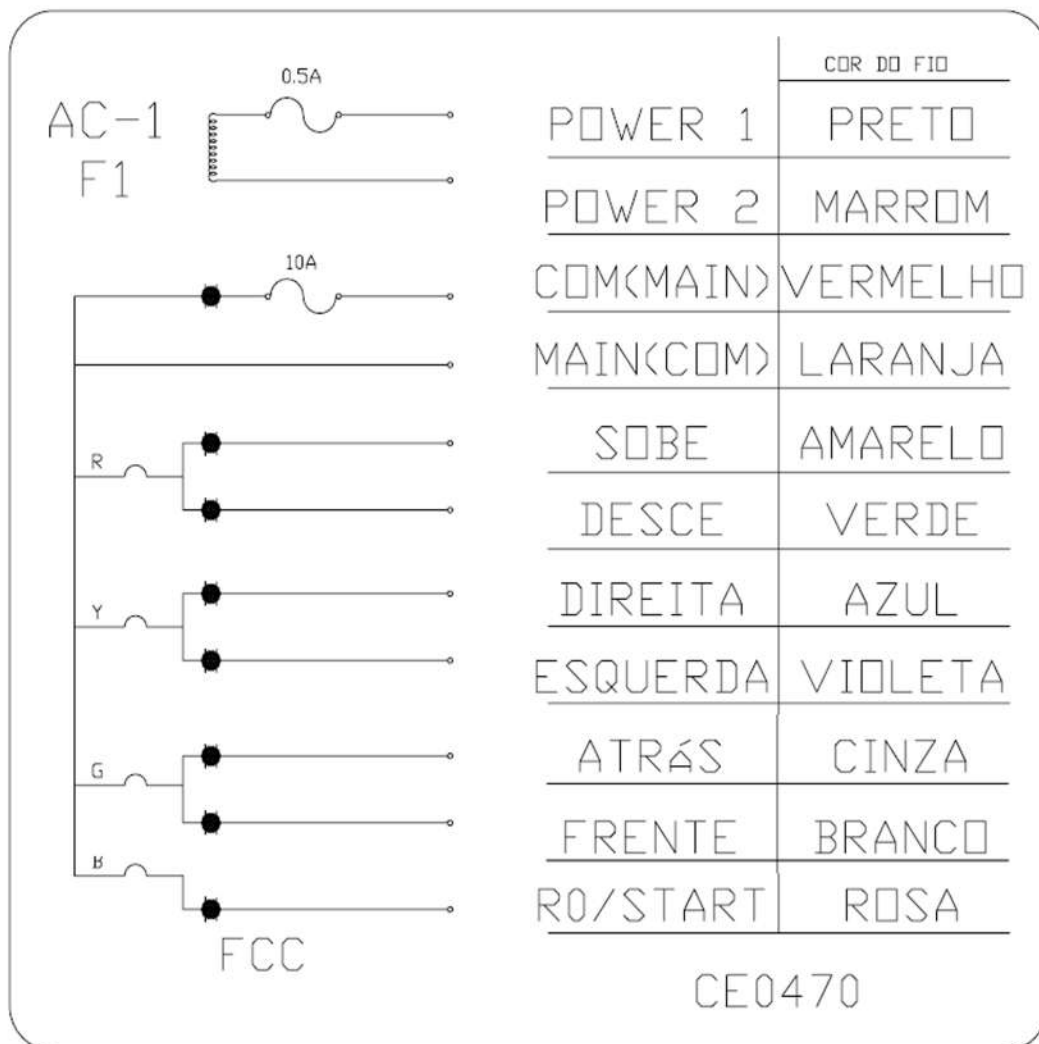 COR DO FIO
0.5A
AC-1
F1
POWER 1 PRETO
POWER 2 MARROM
10A
COM(MAIN) VERMELHO
MAIN(COM) LARANJA
SOBE AMARELO
R
DESCE VERDE
DIREITA AZUL
Y
ESQUERDA VIOLETA
ATRáS CINZA
G
FRENTE BRANCO
B
R0/START ROSA
FCC
CE0470